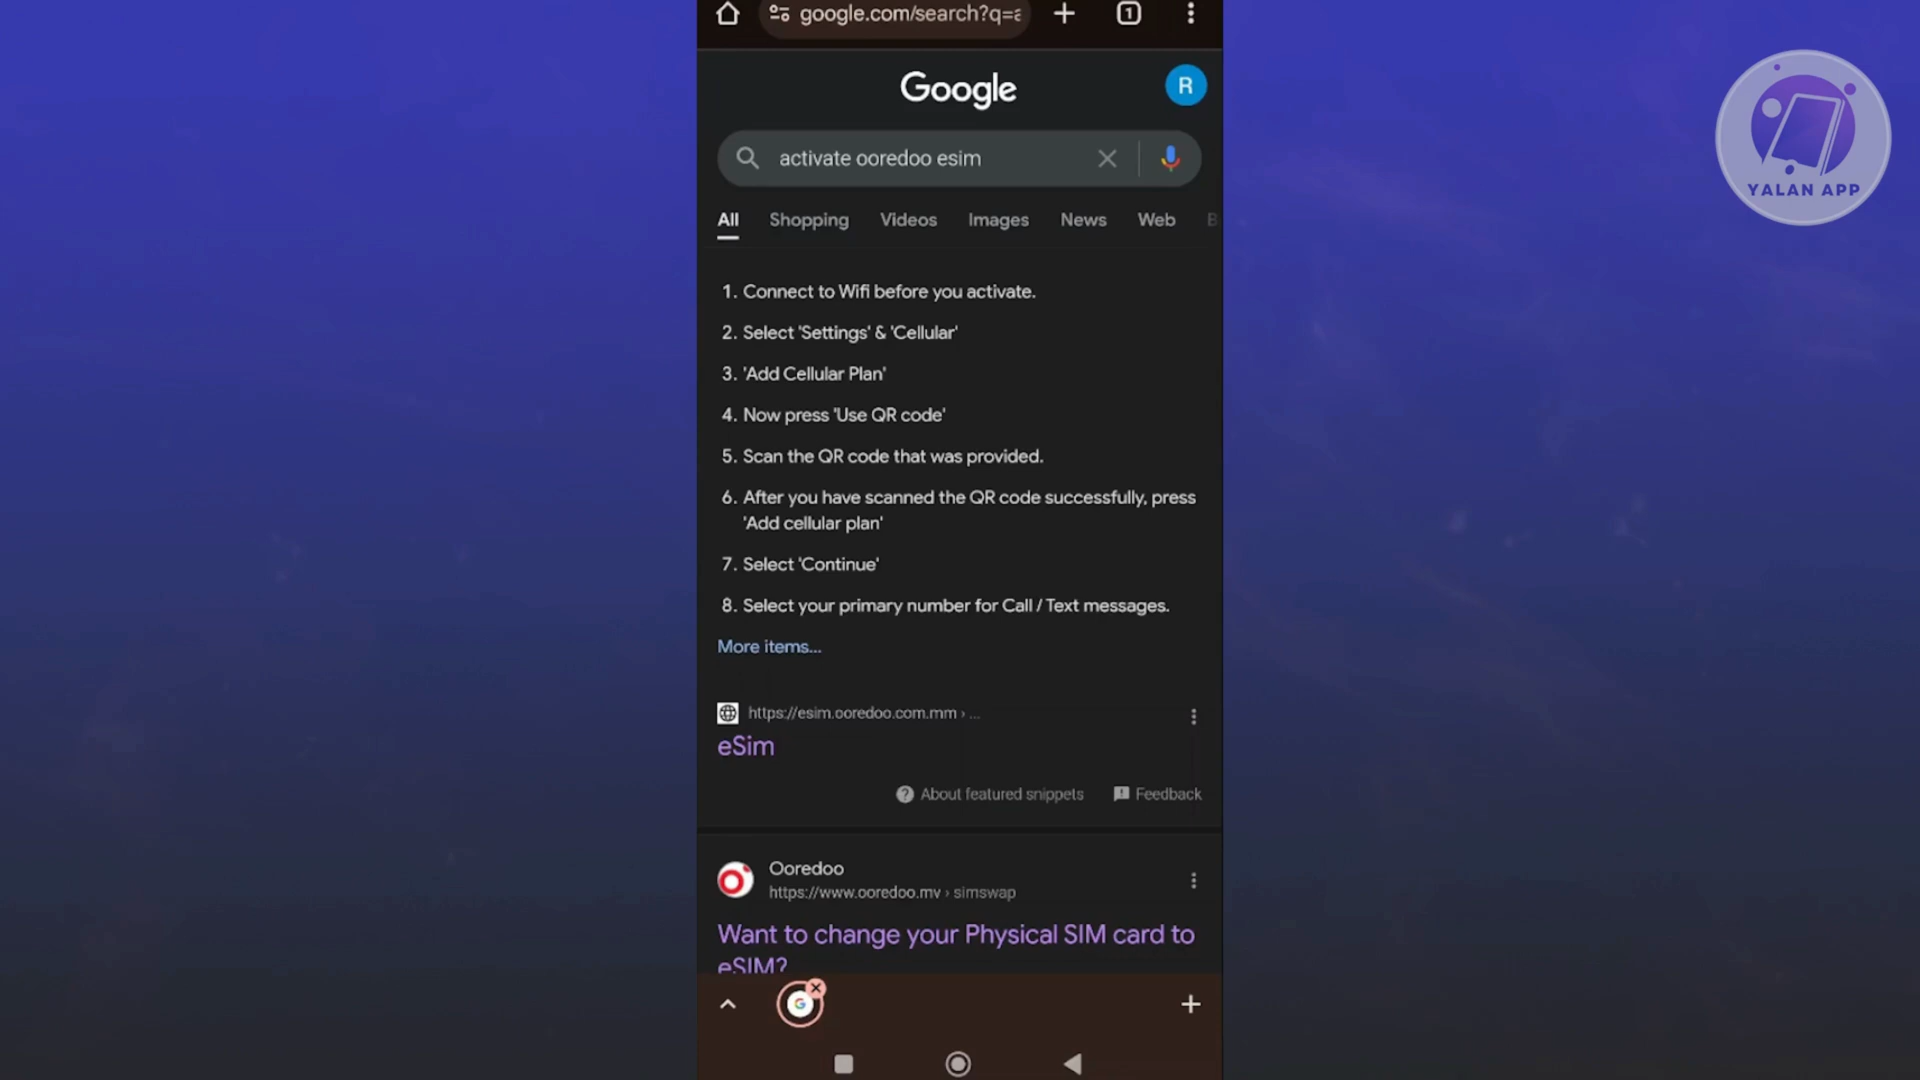 google.com/search?q=a
1
Google
R
activate ooredoo esim
YALAN APP
All Shopping Videos Images News Web
1. Connect to Wifi before you activate.
2. Select 'Settings' & 'Cellular'
3. 'Add Cellular Plan'
4. Now press 'Use QR code'
5. Scan the QR code that was provided.
6. After you have scanned the QR code successfully, press
'Add cellular plan'
7. Select 'Continue'
8. Select your primary number for Call / Text messages.
More items...
https://esim.ooredoo.com.mm › ...
eSim
About featured snippets Feedback
Ooredoo
https://www.ooredoo.mv › simswap
Want to change your Physical SIM card to
eSIM?